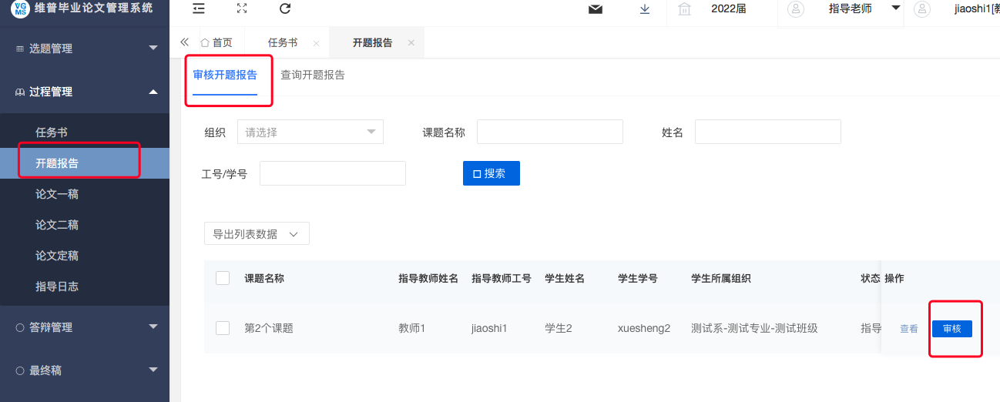 VG
MS
维普毕业论文管理系统
2022届
指导老师
jiaoshi1[教
选题管理
首页
任务书
开题报告
审核开题报告
查询开题报告
过程管理
任务书
开题报告
论文一稿
论文二稿
论文定稿
指导日志
答辩管理
最终稿
组织
请选择
课题名称
姓名
工号/学号
搜索
导出列表数据
课题名称 指导教师姓名 指导教师工号 学生姓名 学生学号 学生所属组织 状态 操作
第2个课题 教师1 jiaoshi1 学生2 xuesheng2 测试系-测试专业-测试班级 指导 查看 审核